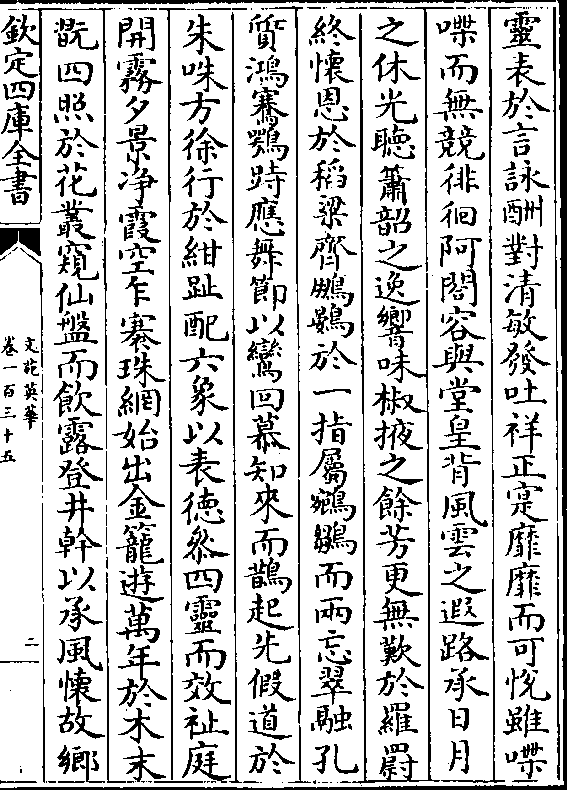 靈表於言詠酬對清敏發吐祥正寔靡靡而可悅雖喋
喋而無競徘徊阿閣容與堂皇背風雲之遐路承日月
之休光聽簫韶之逸響味椒掖之餘芳更無歎於羅罻
終懷恩於稻粱齊鵬鷃於一指屬鵷鶵而兩忘翠融孔
質鴻騫鶚跱應舞節以鸞回慕知來而鵲起先假道於
朱咮方徐行於紺趾配六象以表德叅四靈而效祉庭
開霧夕景净霞空乍褰珠網始出金籠遊萬年於木末
翫四照於花叢窺仙盤而飲露登井幹以承風懷故鄉
欽定四庫全書
文苑英華
卷一百三十五
二